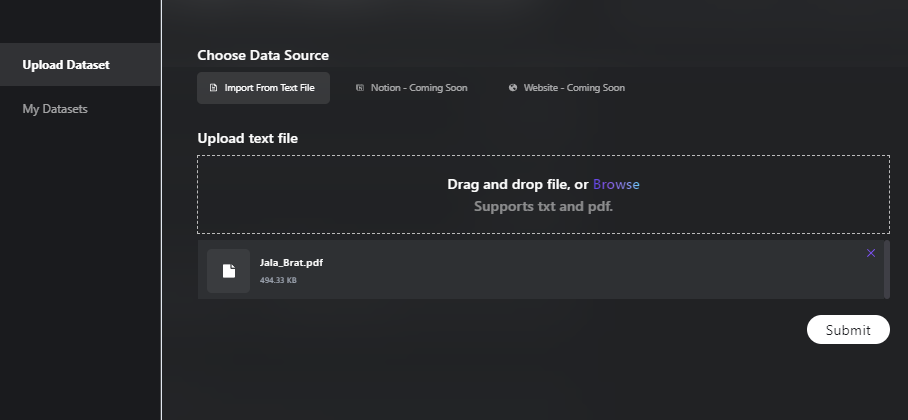 Upload Dataset
My Datasets
Choose Data Source
Import From Text File
Notion - Coming Soon
Website - Coming Soon
Upload text file
Drag and drop file, or Browse
Supports txt and pdf.
Jala_Brat.pdf
494.33 KB
Submit